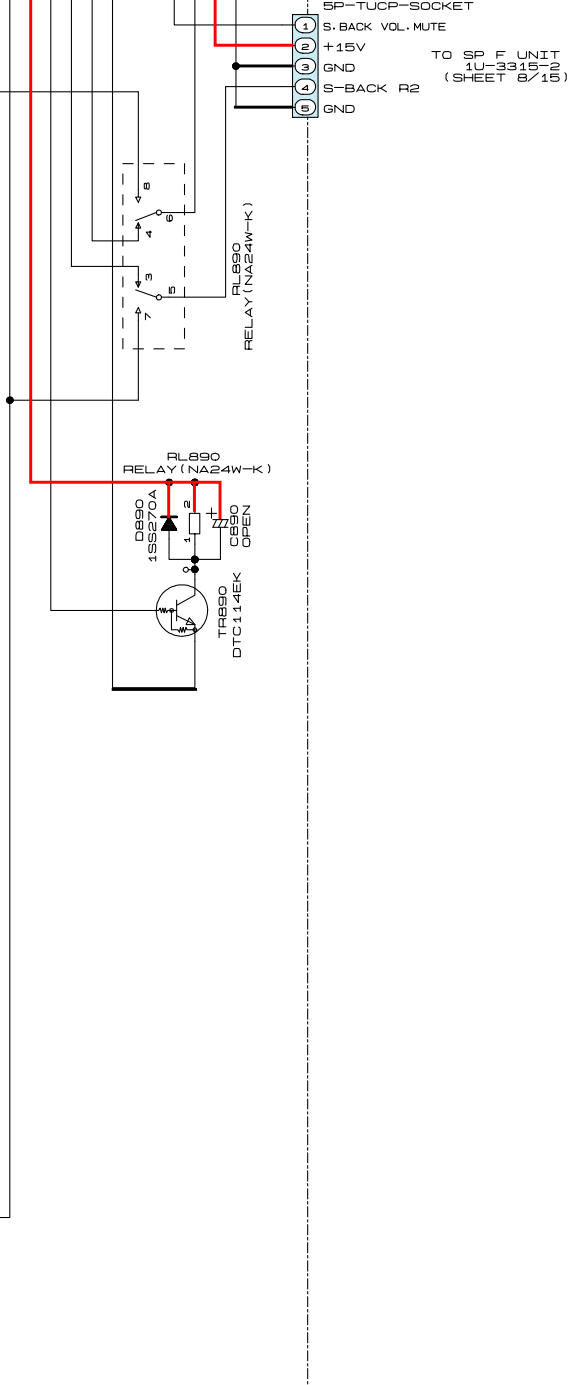 5P-TUCP-SOCKET
1 S.BACK VOL.MUTE
2 +15V
3 GND
4 S-BACK R2
5 GND
TO SP F UNIT
1U-3315-2
(SHEET 8/15)
8
6
4
3
5
7
RL890
RELAY(NA24W-K)
RL890
RELAY(NA24W-K)
D890
1SS270A
2
1
+
C890
OPEN
TR890
DTC114EK